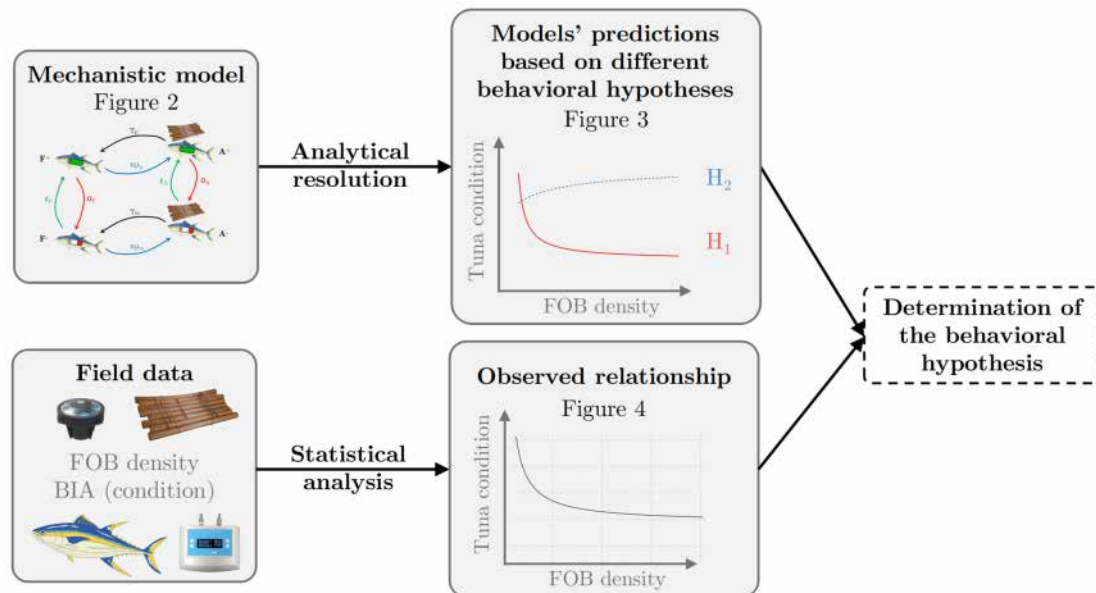 Mechanistic model
Figure 2
F⁺
A⁺
F⁻
A⁻
Analytical
resolution
Models’ predictions
based on different
behavioral hypotheses
Figure 3
Tuna condition
H₂
H₁
FOB density
Determination of
the behavioral
hypothesis
Field data
FOB density
BIA (condition)
Statistical
analysis
Observed relationship
Figure 4
Tuna condition
FOB density